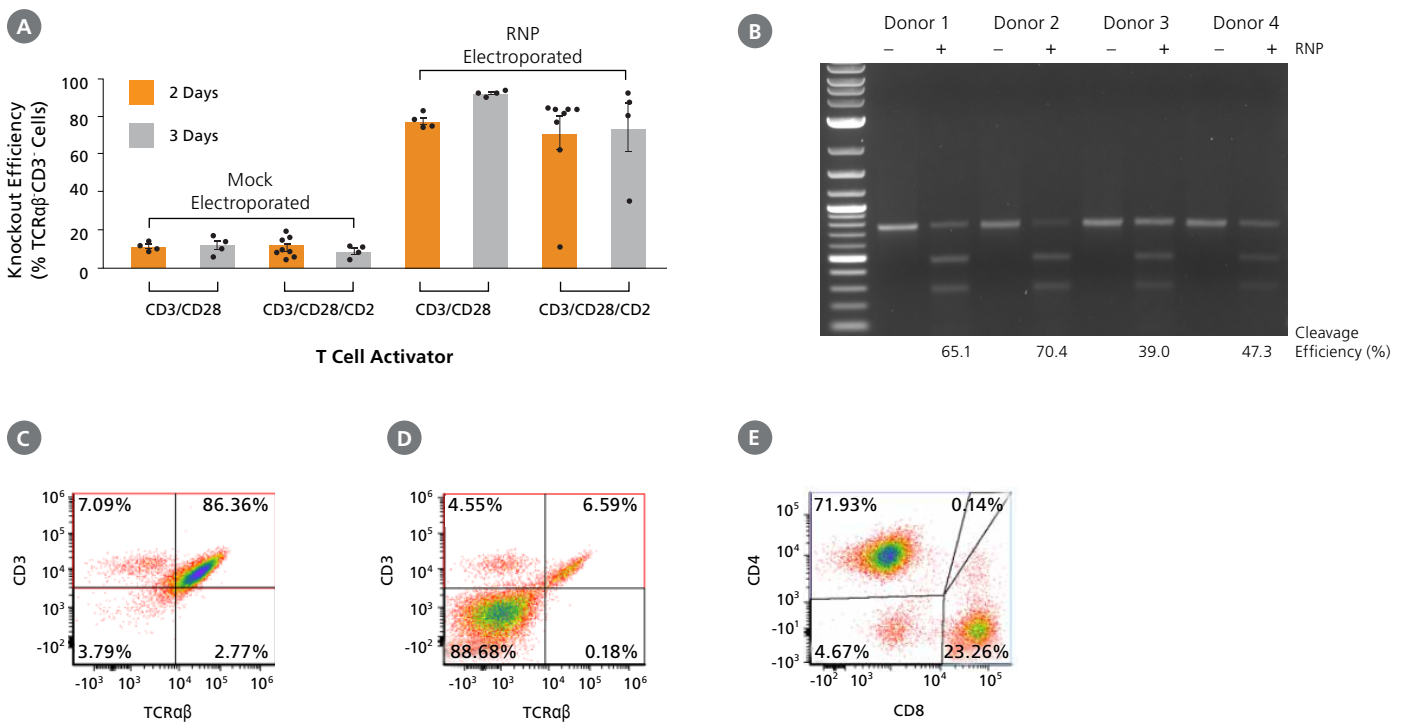 A
Knockout Efficiency
(% TCRαβ⁻CD3⁻ Cells)
100
80
60
40
20
0
2 Days
3 Days
Mock
Electroporated
RNP
Electroporated
CD3/CD28
CD3/CD28/CD2
CD3/CD28
CD3/CD28/CD2
T Cell Activator
B
Donor 1
Donor 2
Donor 3
Donor 4
– + – + – + – + RNP
Cleavage
65.1 70.4 39.0 47.3 Efficiency (%)
C
CD3
10⁶
10⁵
10⁴
10³
-10²
7.09% 86.36%
3.79% 2.77%
-10³ 10³ 10⁴ 10⁵ 10⁶
TCRαβ
D
CD3
10⁶
10⁵
10⁴
10³
-10²
4.55% 6.59%
88.68% 0.18%
-10³ 10³ 10⁴ 10⁵ 10⁶
TCRαβ
E
CD4
10⁵
10⁴
10³
-10¹
-10³
71.93% 0.14%
4.67% 23.26%
-10² 10³ 10⁴ 10⁵
CD8